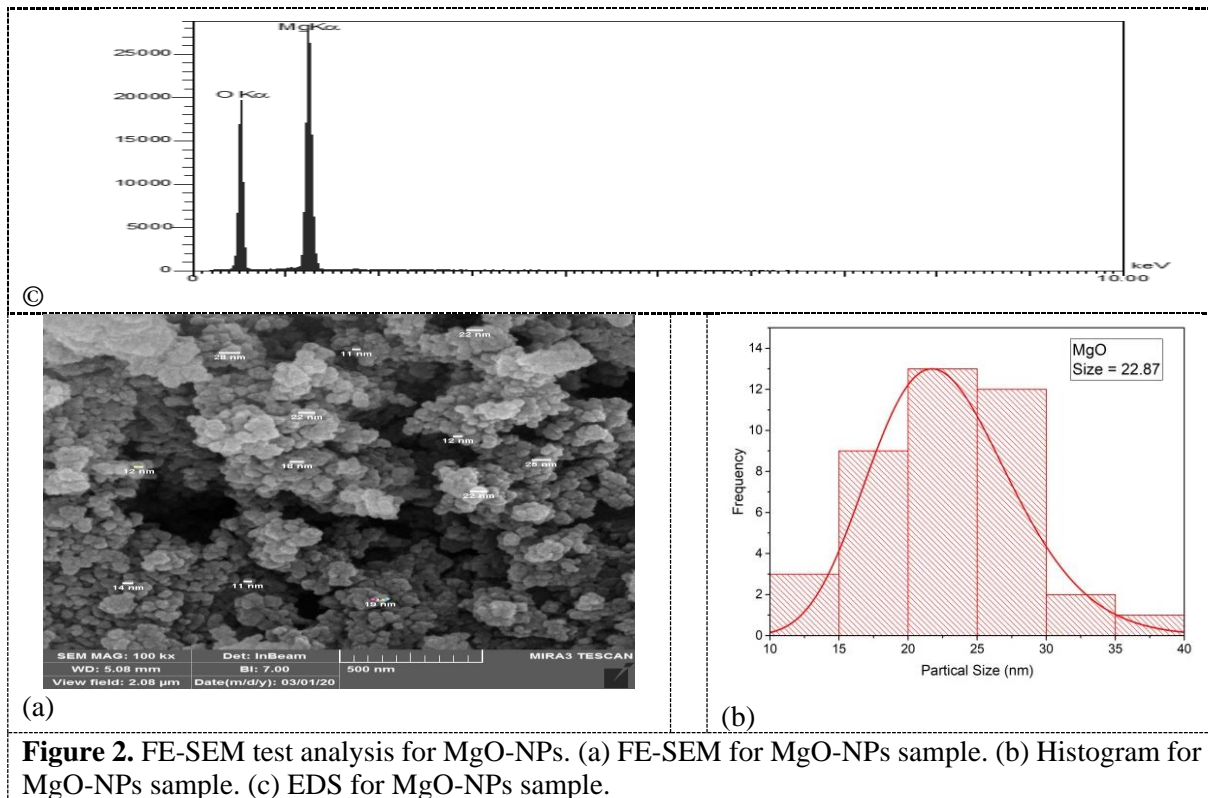 MgKα
25000
O Kα
20000
15000
10000
5000
0
0
keV
10.00
©
22 nm
28 nm
11 nm
22 nm
12 nm
12 nm
18 nm
25 nm
22 nm
14 nm
11 nm
19 nm
SEM MAG: 100 kx Det: InBeam MIRA3 TESCAN
WD: 5.08 mm BI: 7.00 500 nm
View field: 2.08 µm Date(m/d/y): 03/01/20
(a)
14
MgO
Size = 22.87
12
10
8
6
4
2
0
Frequency
10 15 20 25 30 35 40
Partical Size (nm)
(b)
Figure 2. FE-SEM test analysis for MgO-NPs. (a) FE-SEM for MgO-NPs sample. (b) Histogram for
MgO-NPs sample. (c) EDS for MgO-NPs sample.